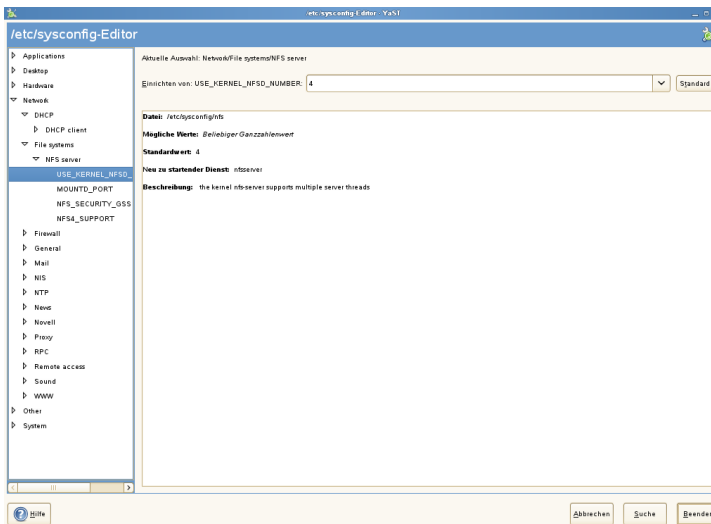 /etc/sysconfig-Editor - YaST
/etc/sysconfig-Editor
Applications
Desktop
Hardware
Network
DHCP
DHCP client
File systems
NFS server
USE_KERNEL_NFSD_
MOUNTD_PORT
NFS_SECURITY_GSS
NFS4_SUPPORT
Firewall
General
Mail
NIS
NTP
News
Novell
Proxy
RPC
Remote access
Sound
WWW
Other
System
Aktuelle Auswahl: Network/File systems/NFS server
Einrichten von: USE_KERNEL_NFSD_NUMBER: 4
Standard
Datei: /etc/sysconfig/nfs
Mögliche Werte: Beliebiger Ganzzahlenwert
Standardwert: 4
Neu zu startender Dienst: nfsserver
Beschreibung: the kernel nfs-server supports multiple server threads
Hilfe
Abbrechen
Suche
Beenden